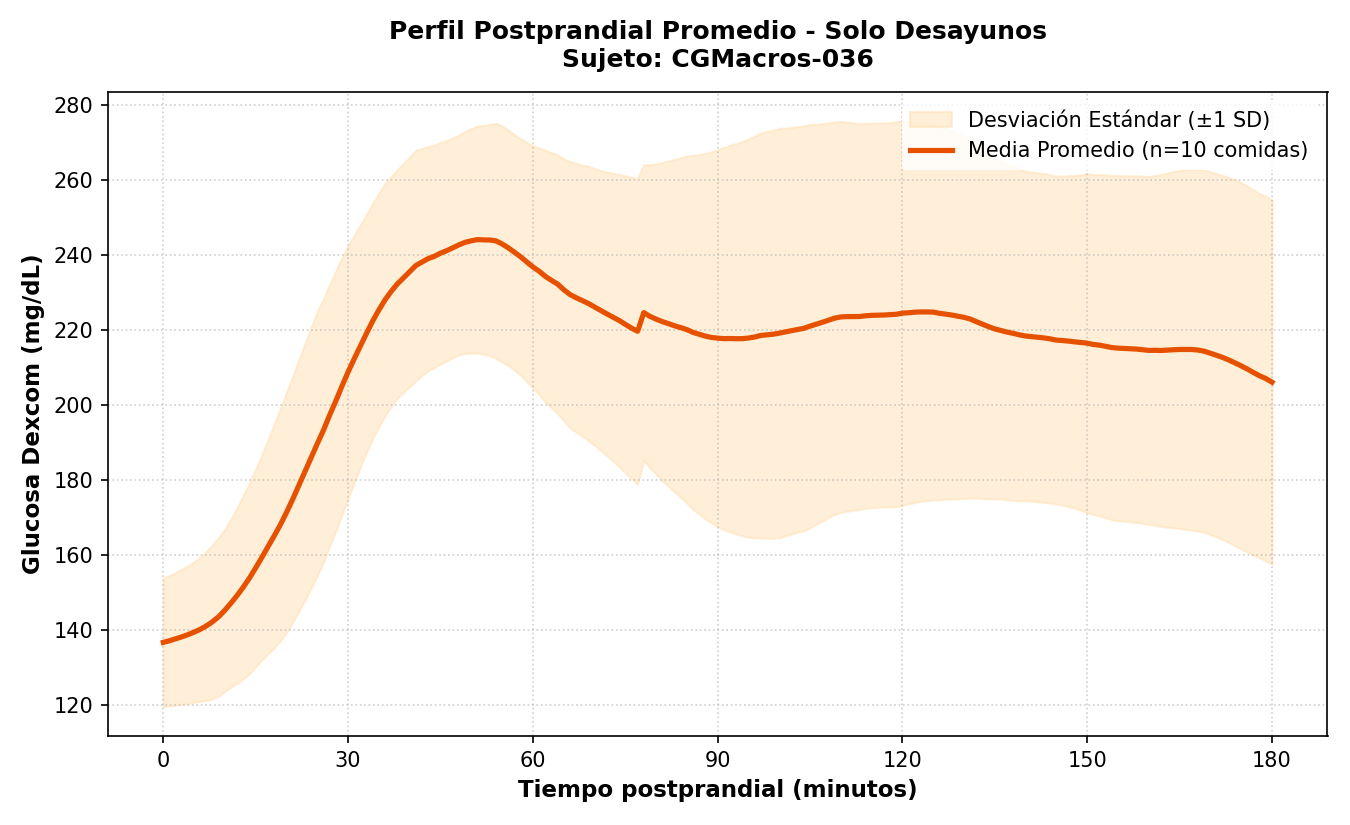 Perfil Postprandial Promedio - Solo Desayunos
Sujeto: CGMacros-036
Desviación Estándar (±1 SD)
Media Promedio (n=10 comidas)
Glucosa Dexcom (mg/dL)
280
260
240
220
200
180
160
140
120
0 30 60 90 120 150 180
Tiempo postprandial (minutos)